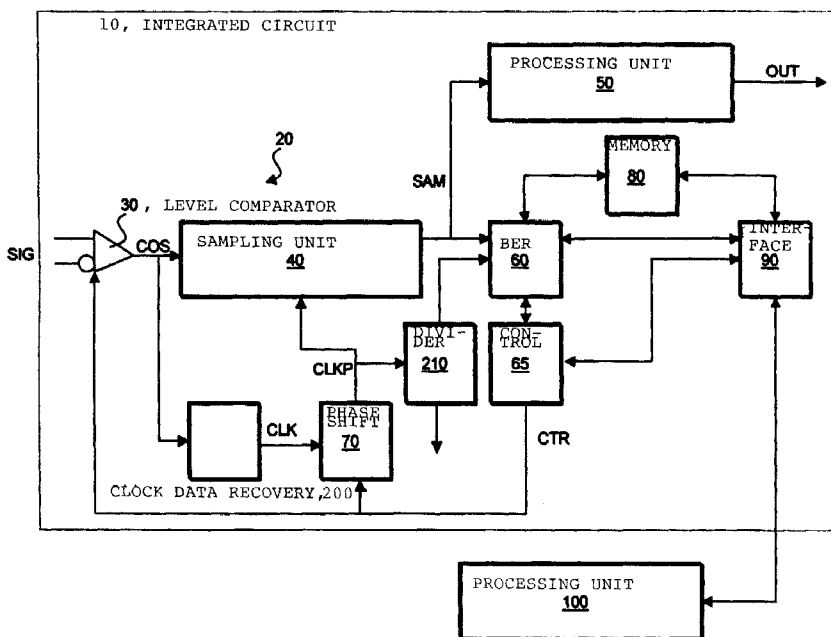 10, INTEGRATED CIRCUIT
PROCESSING UNIT
50
OUT
20
MEMORY
80
SAM
30, LEVEL COMPARATOR
SIG
COS
SAMPLING UNIT
40
BER
60
INTER-
FACE
90
DIVI-
DER
210
CON-
TROL
65
CLKP
CLK
PHASE
SHIFT
70
CTR
CLOCK DATA RECOVERY, 200
PROCESSING UNIT
100